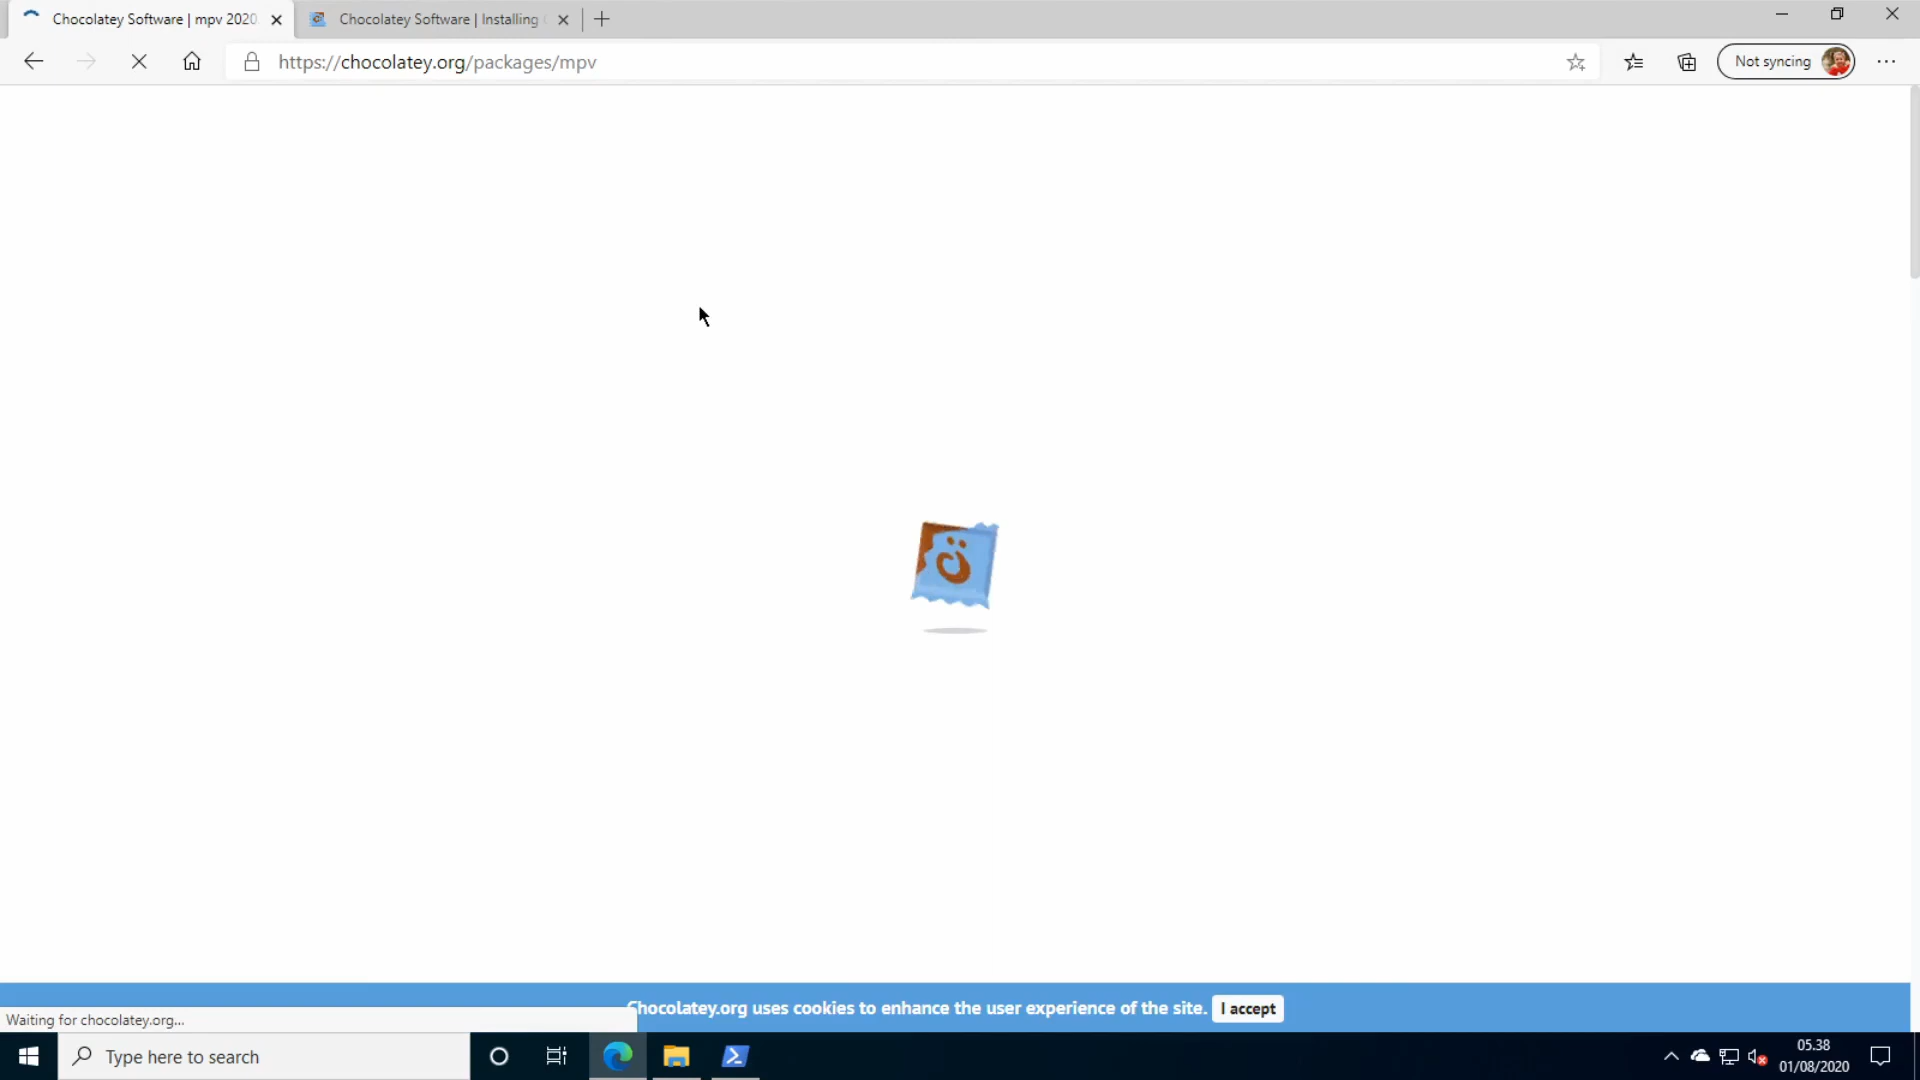 Chocolatey Software | mpv 2020
Chocolatey Software | Installing
https://chocolatey.org/packages/mpv
Not syncing
Chocolatey.org uses cookies to enhance the user experience of the site.
I accept
Waiting for chocolatey.org...
Type here to search
05.38
01/08/2020